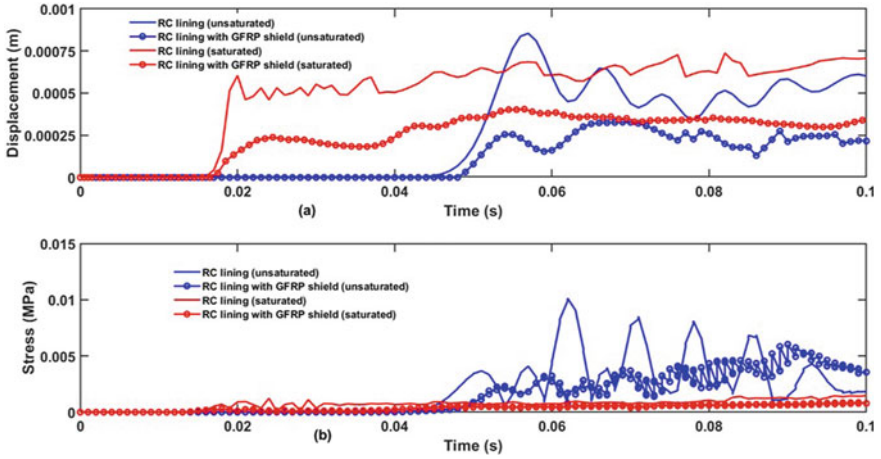 0.001
RC lining (unsaturated)
RC lining with GFRP shield (unsaturated)
RC lining (saturated)
RC lining with GFRP shield (saturated)
0.00075
0.0005
0.00025
0
Displacement (m)
0 0.02 0.04 0.06 0.08 0.1
(a) Time (s)
0.015
RC lining (unsaturated)
RC lining with GFRP shield (unsaturated)
RC lining (saturated)
RC lining with GFRP shield (saturated)
0.01
0.005
0
Stress (MPa)
0 0.02 0.04 0.06 0.08 0.1
(b) Time (s)